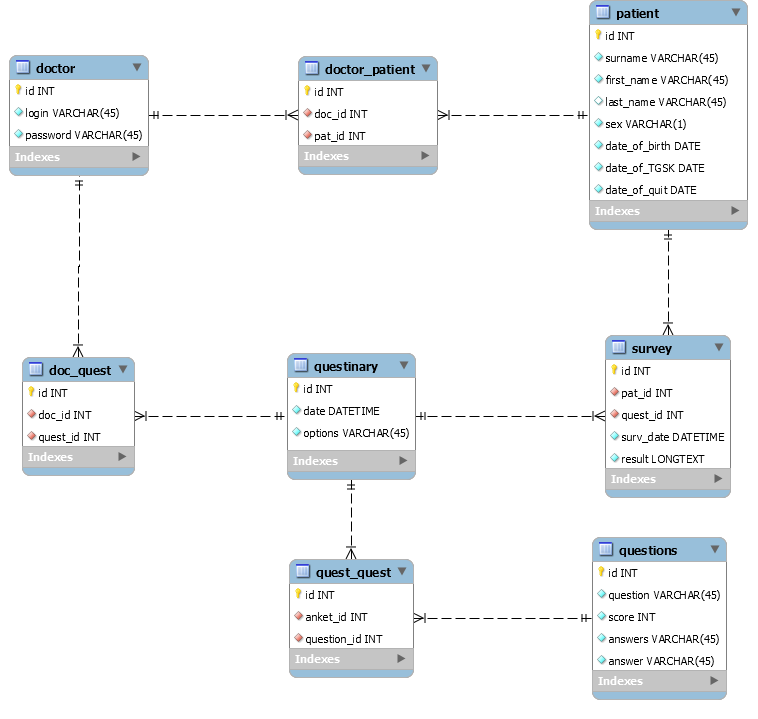 doctor
id INT
login VARCHAR(45)
password VARCHAR(45)
Indexes
doctor_patient
id INT
doc_id INT
pat_id INT
Indexes
patient
id INT
surname VARCHAR(45)
first_name VARCHAR(45)
last_name VARCHAR(45)
sex VARCHAR(1)
date_of_birth DATE
date_of_TGSK DATE
date_of_quit DATE
Indexes
doc_quest
id INT
doc_id INT
quest_id INT
Indexes
questinary
id INT
date DATETIME
options VARCHAR(45)
Indexes
survey
id INT
pat_id INT
quest_id INT
surv_date DATETIME
result LONGTEXT
Indexes
quest_quest
id INT
anket_id INT
question_id INT
Indexes
questions
id INT
question VARCHAR(45)
score INT
answers VARCHAR(45)
answer VARCHAR(45)
Indexes